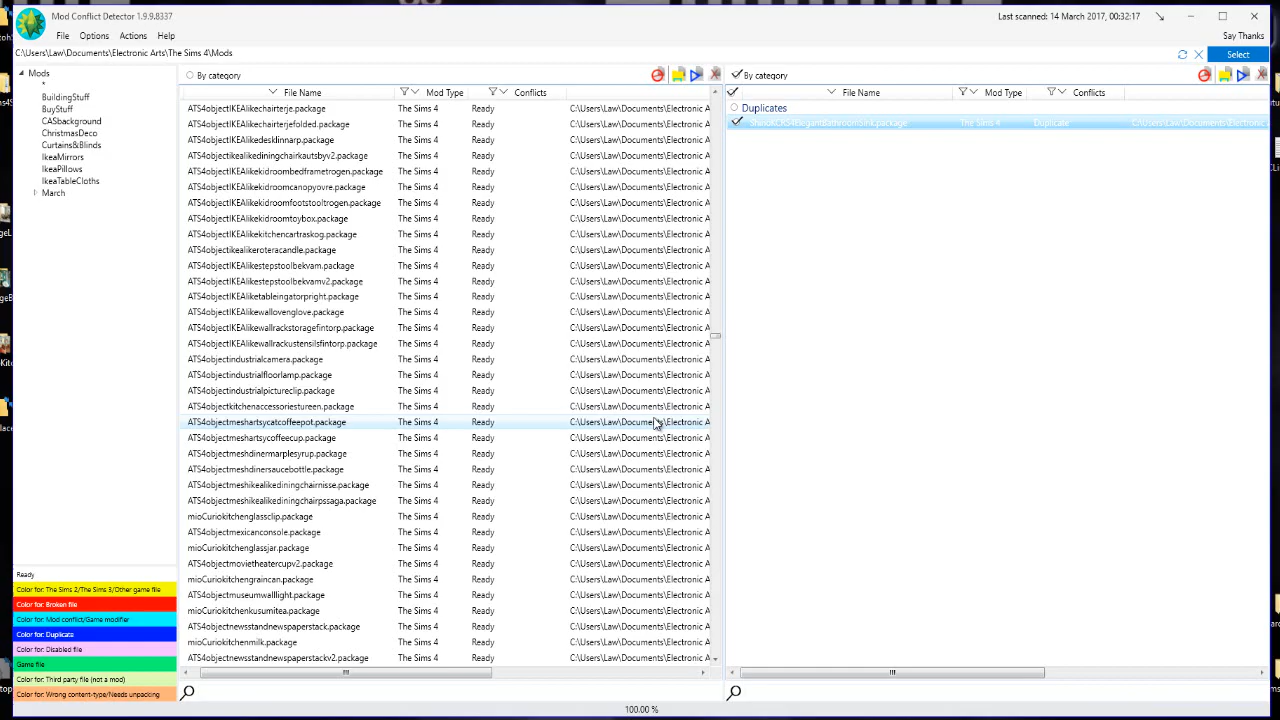 Mod Conflict Detector 1.9.9.8337
Last scanned: 14 March 2017, 00:32:17
File Options Actions Help
Say Thanks
C:\Users\Law\Documents\Electronic Arts\The Sims 4\Mods
Select
Mods
*
BuildingStuff
BuyStuff
CASbackground
ChristmasDeco
Curtains&Blinds
IkeaMirrors
IkeaPillows
IkeaTableCloths
March
By category
File Name Mod Type Conflicts
ATS4objectIKEAlikechairterje.package The Sims 4 Ready C:\Users\Law\Documents\Electronic A
ATS4objectIKEAlikechairterjefolded.package The Sims 4 Ready C:\Users\Law\Documents\Electronic A
ATS4objectIKEAlikedesklinnarp.package The Sims 4 Ready C:\Users\Law\Documents\Electronic A
ATS4objectikealikediningchairkautsbyv2.package The Sims 4 Ready C:\Users\Law\Documents\Electronic A
ATS4objectIKEAlikekidroombedframetrogen.package The Sims 4 Ready C:\Users\Law\Documents\Electronic A
ATS4objectIKEAlikekidroomcanopyovre.package The Sims 4 Ready C:\Users\Law\Documents\Electronic A
ATS4objectIKEAlikekidroomfootstooltrogen.package The Sims 4 Ready C:\Users\Law\Documents\Electronic A
ATS4objectIKEAlikekidroomtoybox.package The Sims 4 Ready C:\Users\Law\Documents\Electronic A
ATS4objectIKEAlikekitchencartraskog.package The Sims 4 Ready C:\Users\Law\Documents\Electronic A
ATS4objectikealikeroteracandle.package The Sims 4 Ready C:\Users\Law\Documents\Electronic A
ATS4objectIKEAlikestepstoolbekvam.package The Sims 4 Ready C:\Users\Law\Documents\Electronic A
ATS4objectIKEAlikestepstoolbekvamv2.package The Sims 4 Ready C:\Users\Law\Documents\Electronic A
ATS4objectIKEAliketableingatorpright.package The Sims 4 Ready C:\Users\Law\Documents\Electronic A
ATS4objectIKEAlikewallovenglove.package The Sims 4 Ready C:\Users\Law\Documents\Electronic A
ATS4objectIKEAlikewallrackstoragefintorp.package The Sims 4 Ready C:\Users\Law\Documents\Electronic A
ATS4objectIKEAlikewallrackustensilsfintorp.package The Sims 4 Ready C:\Users\Law\Documents\Electronic A
ATS4objectindustrialcamera.package The Sims 4 Ready C:\Users\Law\Documents\Electronic A
ATS4objectindustrialfloorlamp.package The Sims 4 Ready C:\Users\Law\Documents\Electronic A
ATS4objectindustrialpictureclip.package The Sims 4 Ready C:\Users\Law\Documents\Electronic A
ATS4objectkitchenaccessoriestureen.package The Sims 4 Ready C:\Users\Law\Documents\Electronic A
ATS4objectmeshartsycatcoffeepot.package The Sims 4 Ready C:\Users\Law\Documents\Electronic A
ATS4objectmeshartsycoffeecup.package The Sims 4 Ready C:\Users\Law\Documents\Electronic A
ATS4objectmeshdinermarplesyrup.package The Sims 4 Ready C:\Users\Law\Documents\Electronic A
ATS4objectmeshdinersaucebottle.package The Sims 4 Ready C:\Users\Law\Documents\Electronic A
ATS4objectmeshikealikediningchairnisse.package The Sims 4 Ready C:\Users\Law\Documents\Electronic A
ATS4objectmeshikealikediningchairpssaga.package The Sims 4 Ready C:\Users\Law\Documents\Electronic A
mioCuriokitchenglassclip.package The Sims 4 Ready C:\Users\Law\Documents\Electronic A
ATS4objectmexicanconsole.package The Sims 4 Ready C:\Users\Law\Documents\Electronic A
mioCuriokitchenglassjar.package The Sims 4 Ready C:\Users\Law\Documents\Electronic A
ATS4objectmovietheatercupv2.package The Sims 4 Ready C:\Users\Law\Documents\Electronic A
mioCuriokitchengraincan.package The Sims 4 Ready C:\Users\Law\Documents\Electronic A
ATS4objectmuseumwalllight.package The Sims 4 Ready C:\Users\Law\Documents\Electronic A
mioCuriokitchenkusumitea.package The Sims 4 Ready C:\Users\Law\Documents\Electronic A
ATS4objectnewsstandnewspaperstack.package The Sims 4 Ready C:\Users\Law\Documents\Electronic A
mioCuriokitchenmilk.package The Sims 4 Ready C:\Users\Law\Documents\Electronic A
ATS4objectnewsstandnewspaperstackv2.package The Sims 4 Ready C:\Users\Law\Documents\Electronic A
By category
File Name Mod Type Conflicts
Duplicates
The Sims 4 Duplicate C:\Users\Law\Documents\Electronic
Ready
Color for: The Sims 2/The Sims 3/Other game file
Color for: Broken file
Color for: Mod conflict/Game modifier
Color for: Duplicate
Color for: Disabled file
Game file
Color for: Third party file (not a mod)
Color for: Wrong content-type/Needs unpacking
100.00 %